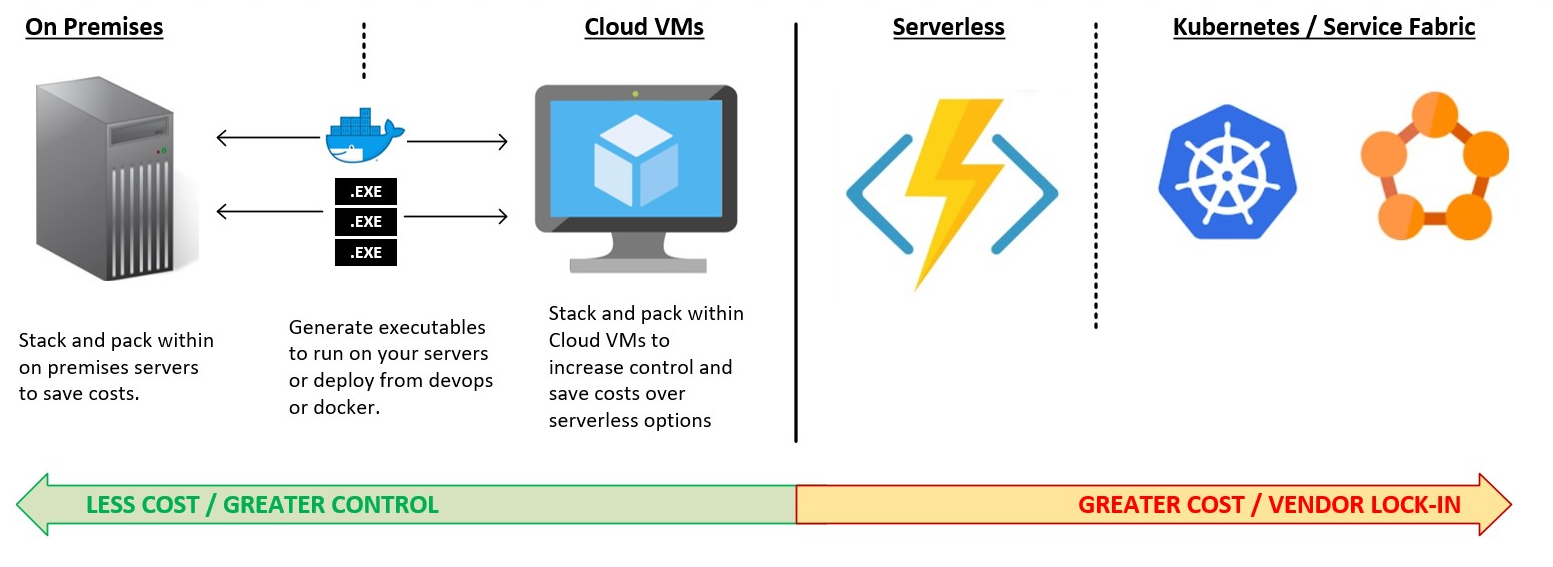 On Premises
Cloud VMs
Serverless
Kubernetes / Service Fabric
.EXE
.EXE
.EXE
Stack and pack within
on premises servers
to save costs.
Generate executables
to run on your servers
or deploy from devops
or docker.
Stack and pack within
Cloud VMs to
increase control and
save costs over
serverless options
LESS COST / GREATER CONTROL
GREATER COST / VENDOR LOCK-IN